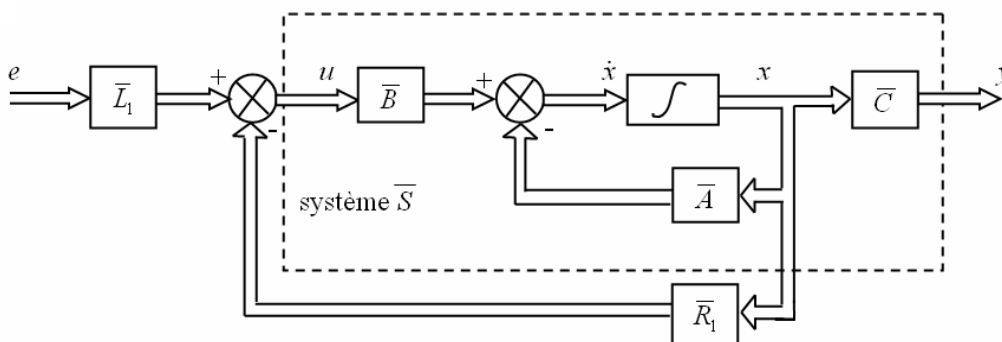 e u ẋ x y
L̅₁ + - B̅ + - ∫ C̅
système S̅ A̅
R̅₁